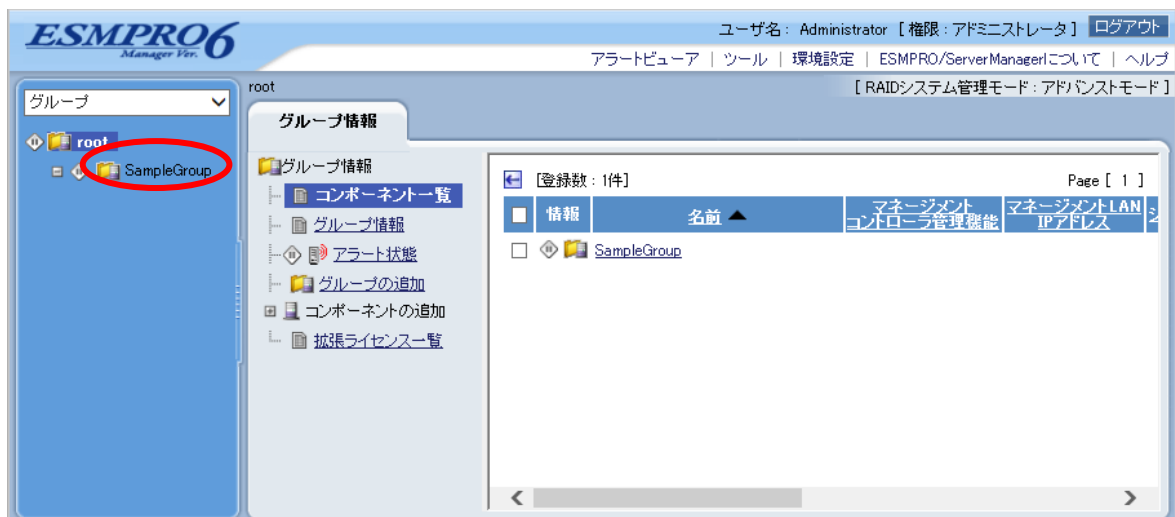 ESMPRO6
Manager Ver.
ユーザ名： Administrator [ 権限：アドミニストレータ ] ログアウト
アラートビューア | ツール | 環境設定 | ESMPRO/ServerManagerについて | ヘルプ
グループ
root
SampleGroup
root
[ RAIDシステム管理モード：アドバンストモード ]
グループ情報
グループ情報
コンポーネント一覧
グループ情報
アラート状態
グループの追加
コンポーネントの追加
拡張ライセンス一覧
[登録数：1件] Page [ 1 ]
情報 名前 ▲ マネージメント
コントローラ管理機能 マネージメントLAN
IPアドレス
SampleGroup